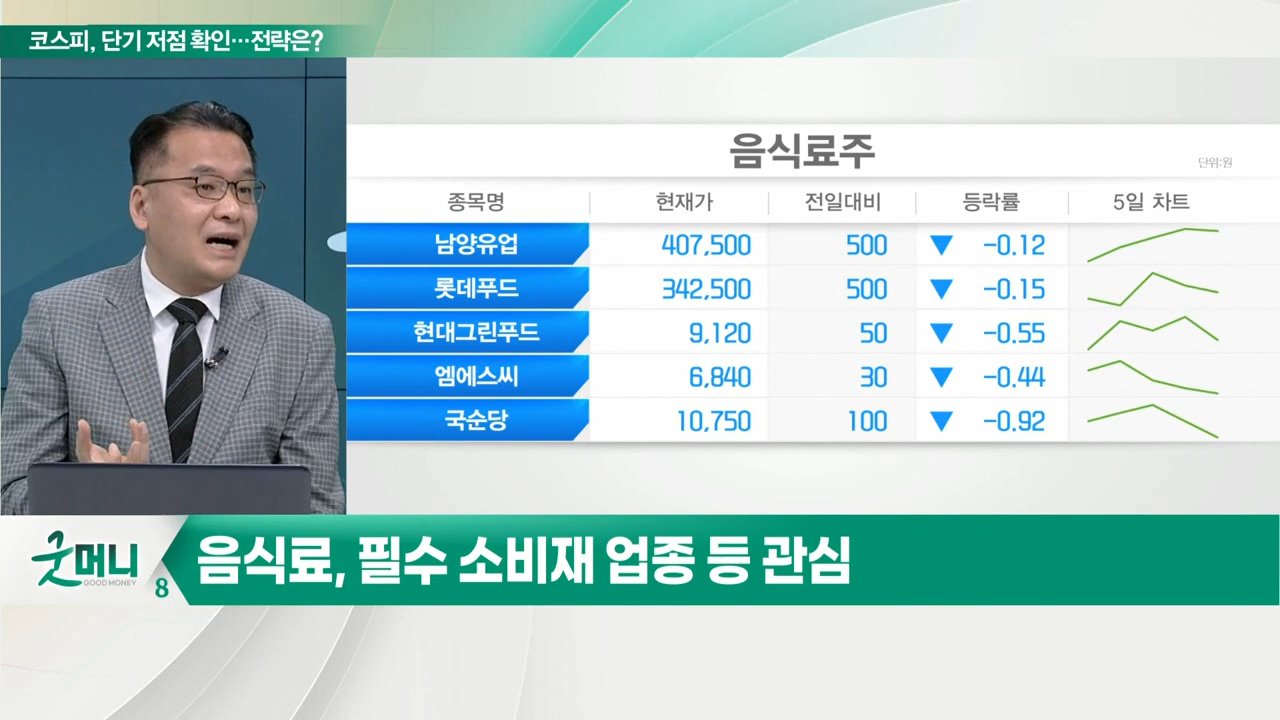 코스피, 단기 저점 확인…전략은?
음식료주
단위:원
종목명 현재가 전일대비 등락률 5일 차트
남양유업 407,500 500 ▼ -0.12
롯데푸드 342,500 500 ▼ -0.15
현대그린푸드 9,120 50 ▼ -0.55
엠에스씨 6,840 30 ▼ -0.44
국순당 10,750 100 ▼ -0.92
굿머니
GOOD MONEY
8
음식료, 필수 소비재 업종 등 관심